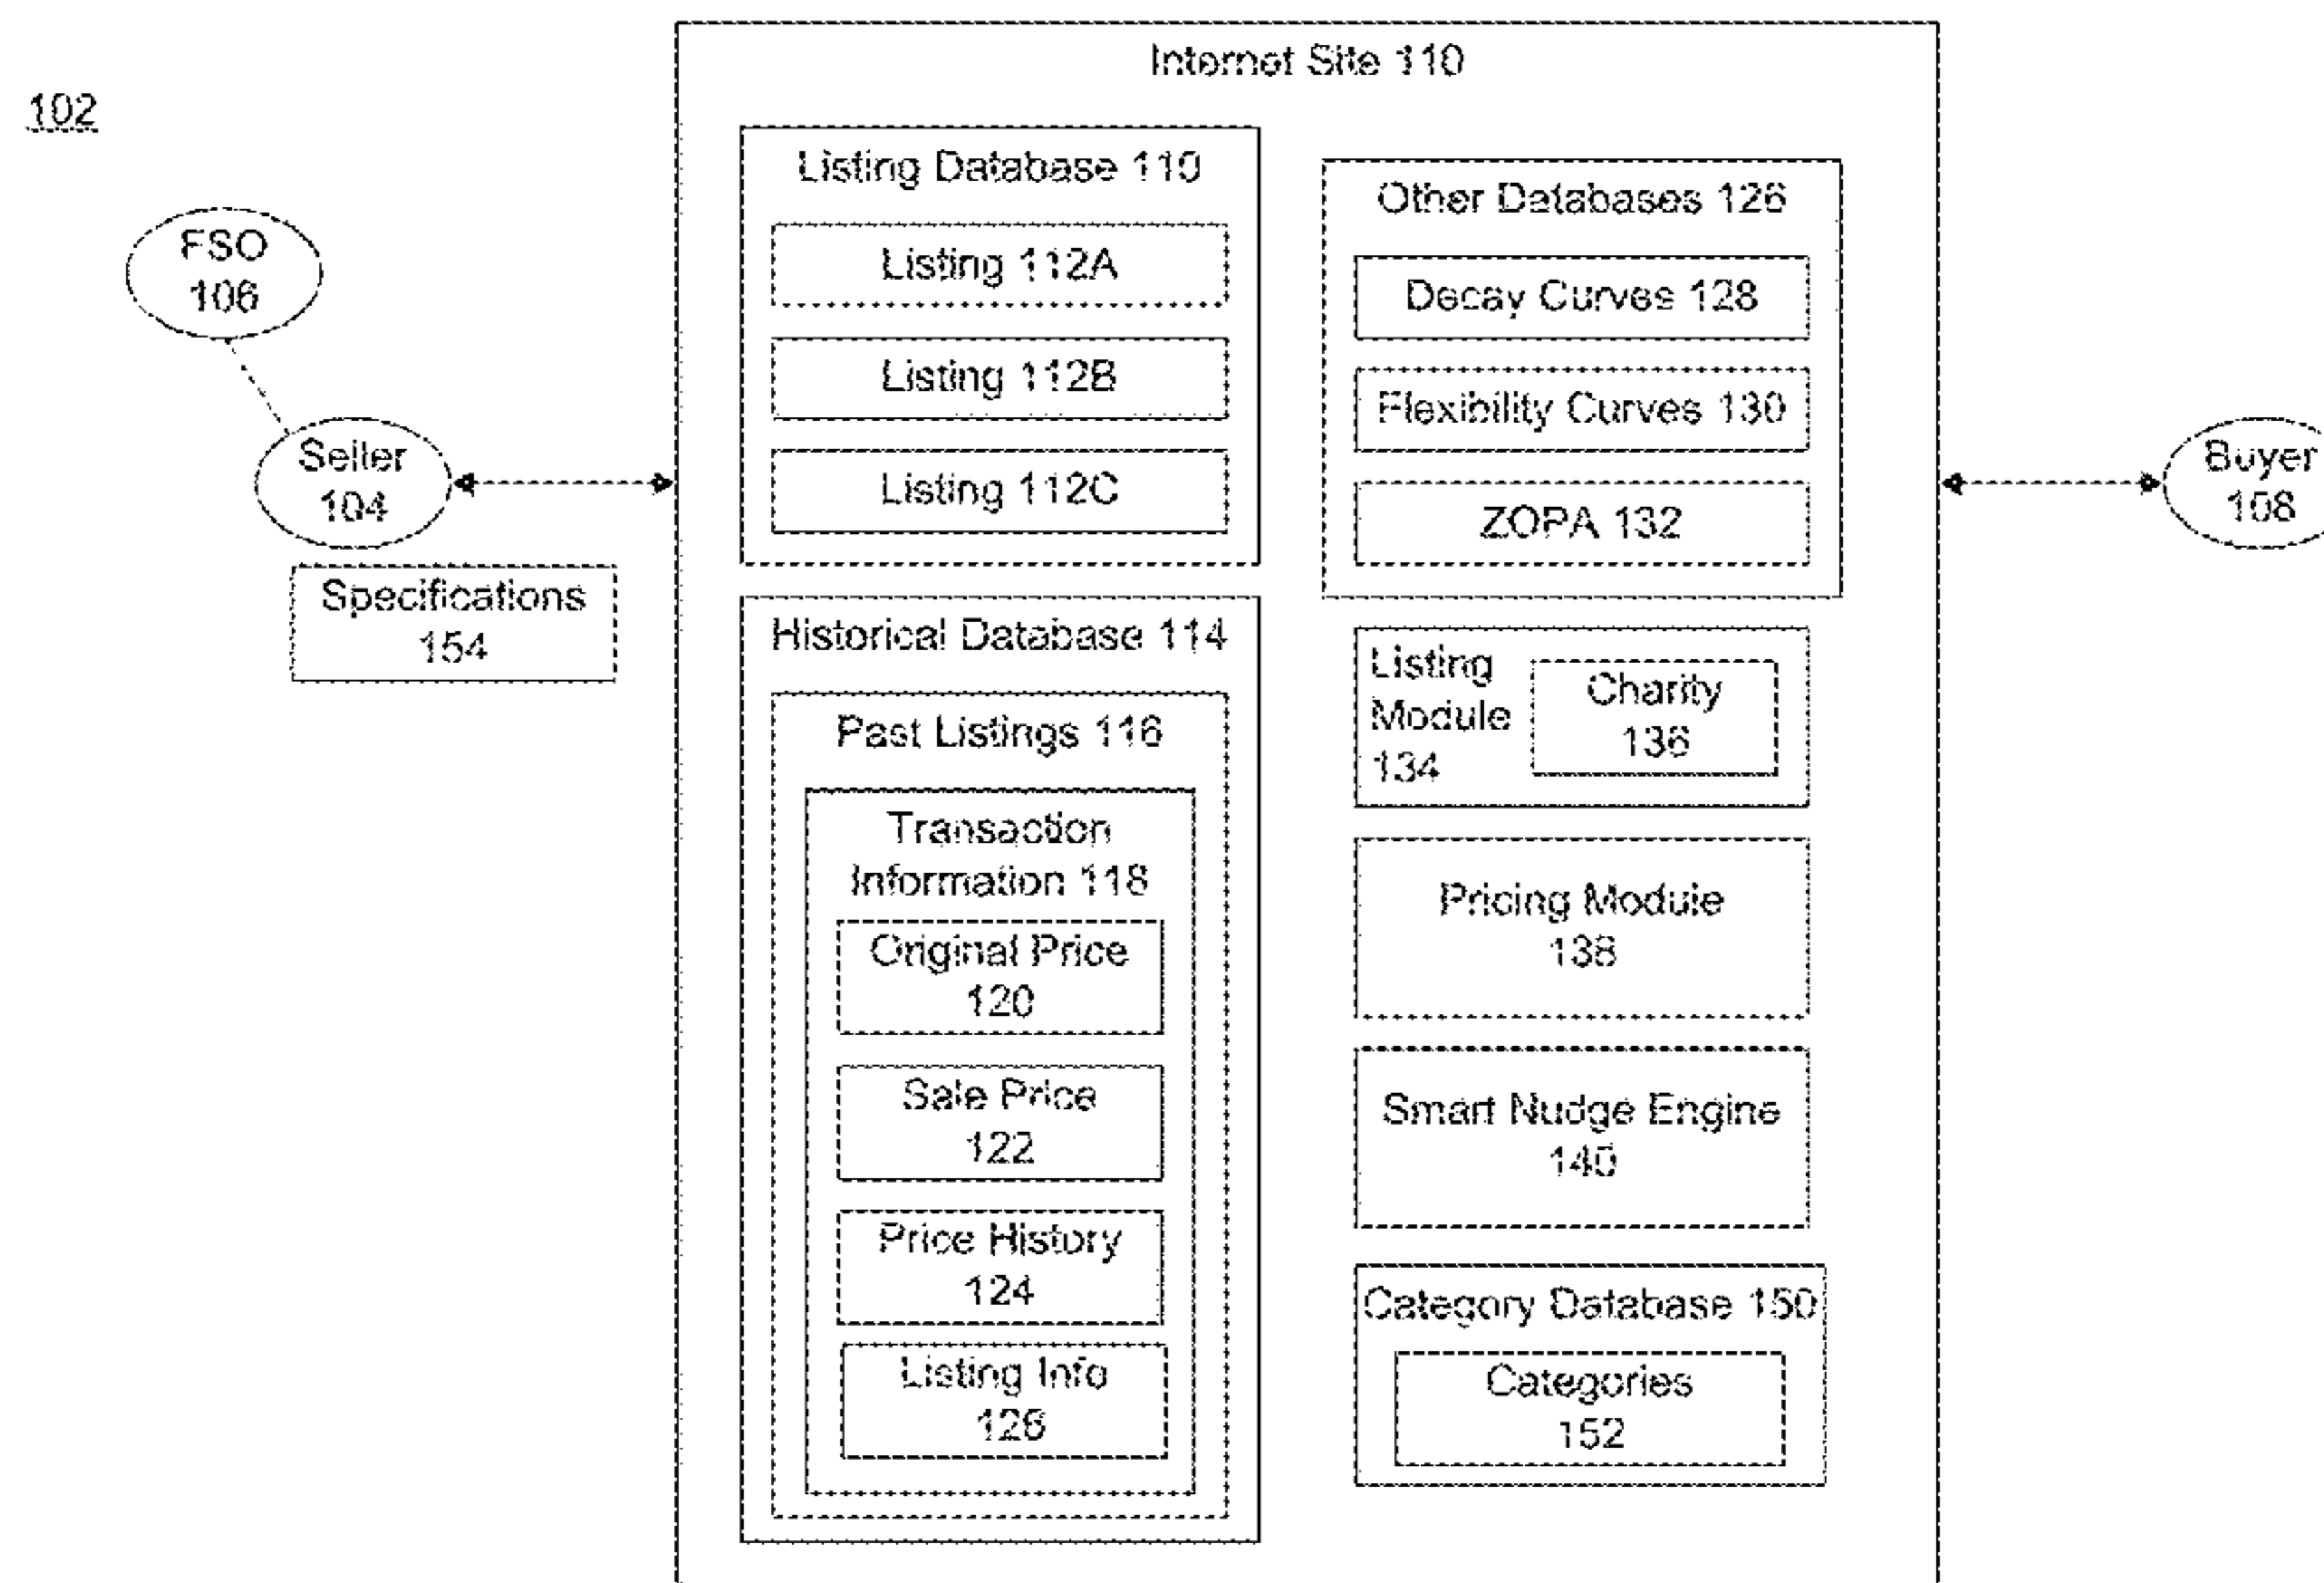 Internet Site 110
102
Listing Database 110
Listing 112A
Listing 112B
Listing 112C
Other Databases 126
Decay Curves 128
Flexibility Curves 130
ZOPA 132
FSO
106
Seller
104
Specifications
154
Buyer
108
Historical Database 114
Past Listings 116
Transaction
Information 118
Original Price
120
Sale Price
122
Price History
124
Listing Info
126
Listing
Module
134
Charity
136
Pricing Module
138
Smart Nudge Engine
140
Category Database 150
Categories
152